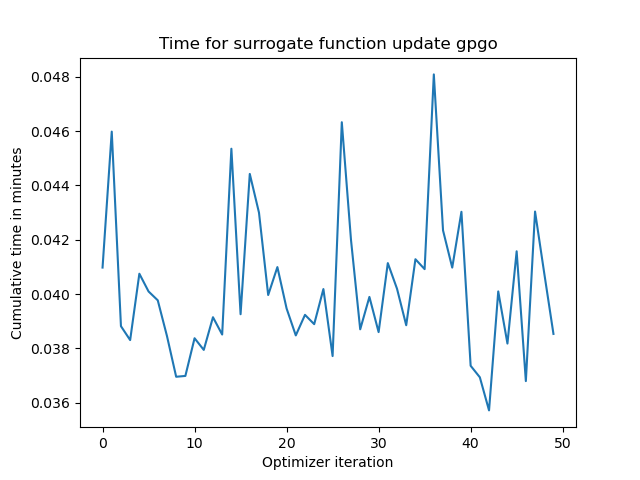 Time for surrogate function update gpgo
Cumulative time in minutes
0.048
0.046
0.044
0.042
0.040
0.038
0.036
0 10 20 30 40 50
Optimizer iteration